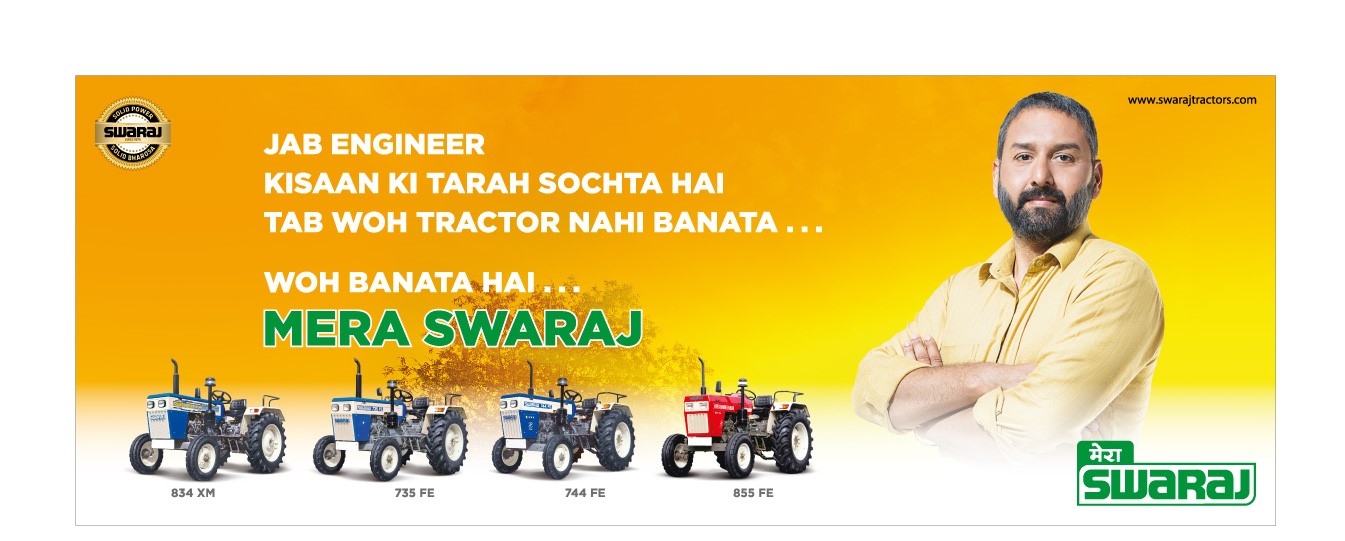 www.swarajtractors.com
SOLID POWER
SWARAJ
SOLID BHAROSA
JAB ENGINEER
KISAAN KI TARAH SOCHTA HAI
TAB WOH TRACTOR NAHI BANATA ...
WOH BANATA HAI ...
MERA SWARAJ
834 XM
735 FE
744 FE
855 FE
मेरा
SWARAJ